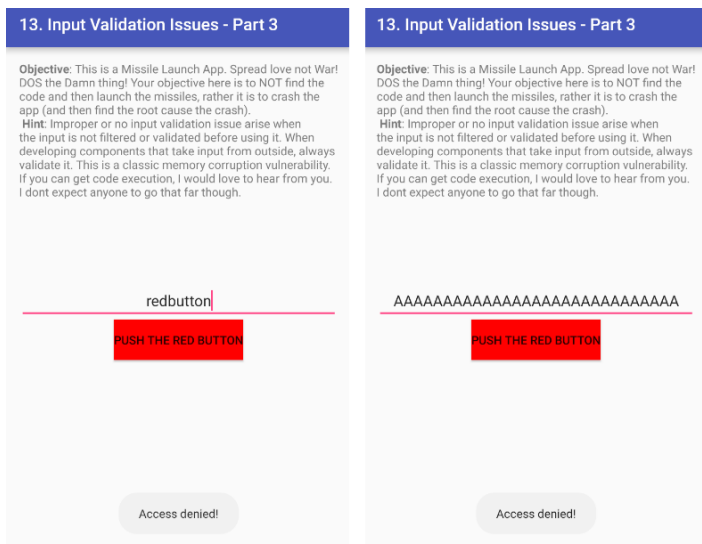 13. Input Validation Issues - Part 3
Objective: This is a Missile Launch App. Spread love not War!
DOS the Damn thing! Your objective here is to NOT find the
code and then launch the missiles, rather it is to crash the
app (and then find the root cause the crash).
Hint: Improper or no input validation issue arise when
the input is not filtered or validated before using it. When
developing components that take input from outside, always
validate it. This is a classic memory corruption vulnerability.
If you can get code execution, I would love to hear from you.
I dont expect anyone to go that far though.
redbutton
PUSH THE RED BUTTON
Access denied!
13. Input Validation Issues - Part 3
Objective: This is a Missile Launch App. Spread love not War!
DOS the Damn thing! Your objective here is to NOT find the
code and then launch the missiles, rather it is to crash the
app (and then find the root cause the crash).
Hint: Improper or no input validation issue arise when
the input is not filtered or validated before using it. When
developing components that take input from outside, always
validate it. This is a classic memory corruption vulnerability.
If you can get code execution, I would love to hear from you.
I dont expect anyone to go that far though.
AAAAAAAAAAAAAAAAAAAAAAAAAAAAA
PUSH THE RED BUTTON
Access denied!